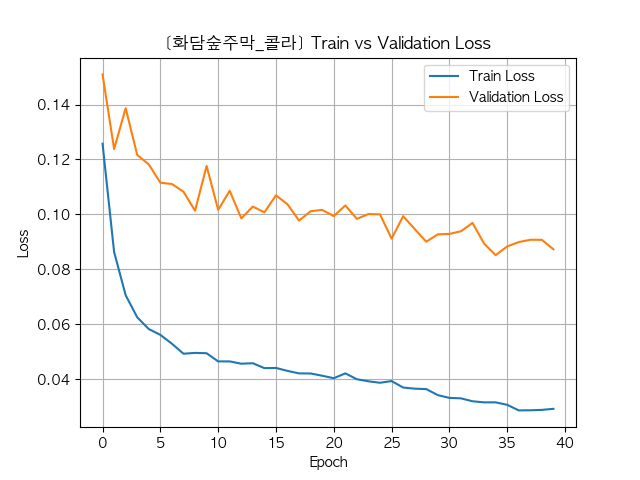 [화담숲주막_콜라] Train vs Validation Loss
Train Loss
Validation Loss
Loss
0.14
0.12
0.10
0.08
0.06
0.04
0 5 10 15 20 25 30 35 40
Epoch